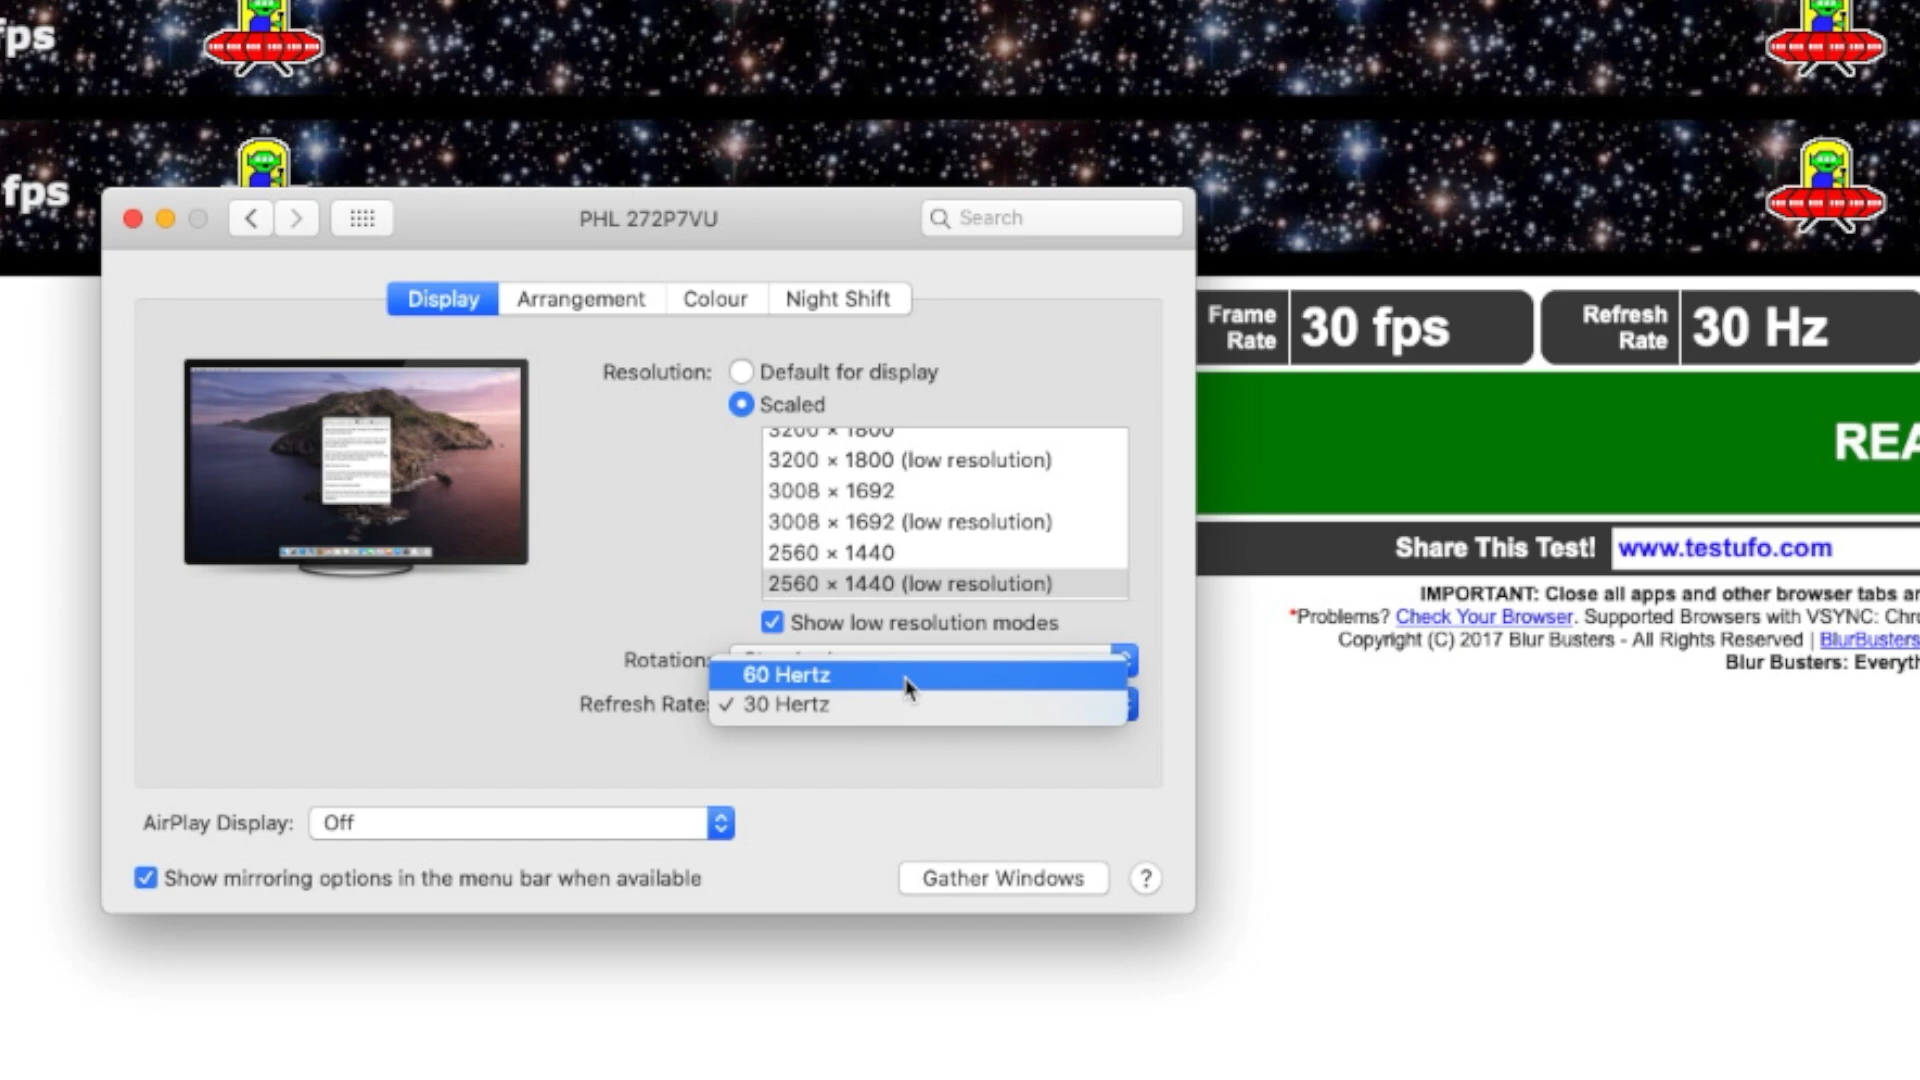 fps
fps
PHL 272P7VU
Search
Display
Arrangement
Colour
Night Shift
Frame Rate
30 fps
Refresh Rate
30 Hz
Resolution:
Default for display
Scaled
3200 × 1800
3200 × 1800 (low resolution)
3008 × 1692
3008 × 1692 (low resolution)
2560 × 1440
2560 × 1440 (low resolution)
Show low resolution modes
Rotation:
60 Hertz
Refresh Rate:
✓ 30 Hertz
AirPlay Display:
Off
Show mirroring options in the menu bar when available
Gather Windows
?
REA
Share This Test!
www.testufo.com
IMPORTANT: Close all apps and other browser tabs
*Problems? Check Your Browser. Supported Browsers with VSYNC:
Copyright (C) 2017 Blur Busters - All Rights Reserved | BlurBusters
Blur Busters: